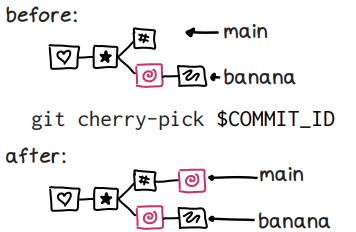 before:
# main
banana
git cherry-pick $COMMIT_ID
after:
# main
banana